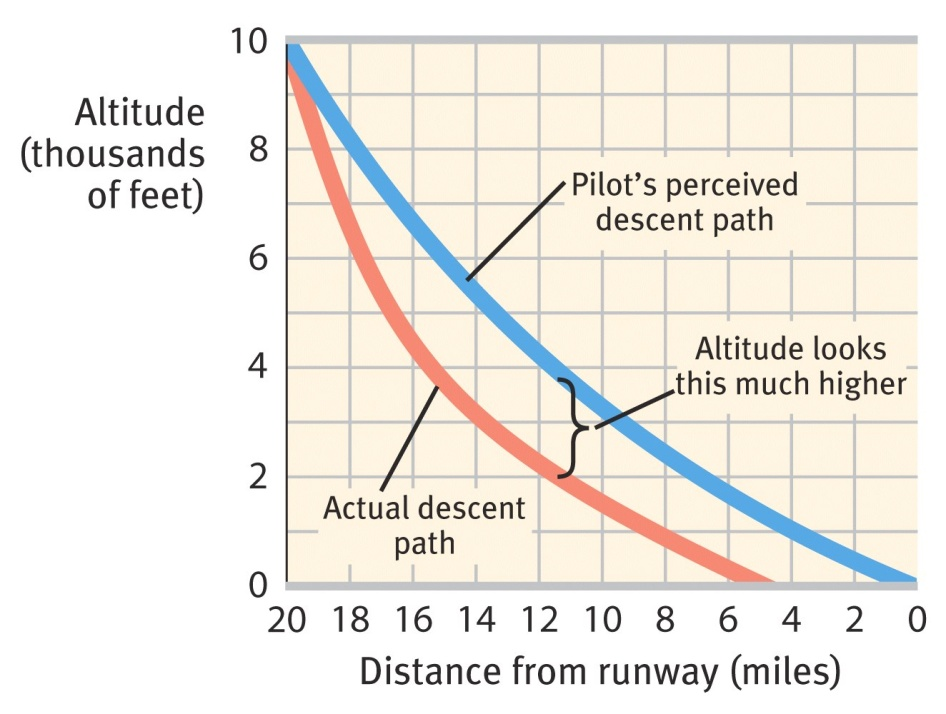 10
Altitude
(thousands
of feet)
8
Pilot's perceived
descent path
6
Altitude looks
this much higher
4
2
Actual descent
path
0
20 18 16 14 12 10 8 6 4 2 0
Distance from runway (miles)